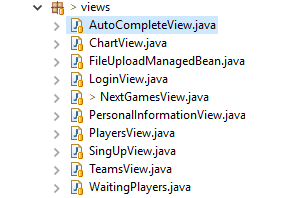 > views
AutoCompleteView.java
ChartView.java
FileUploadManagedBean.java
LoginView.java
> NextGamesView.java
PersonalInformationView.java
PlayersView.java
SingUpView.java
TeamsView.java
WaitingPlayers.java